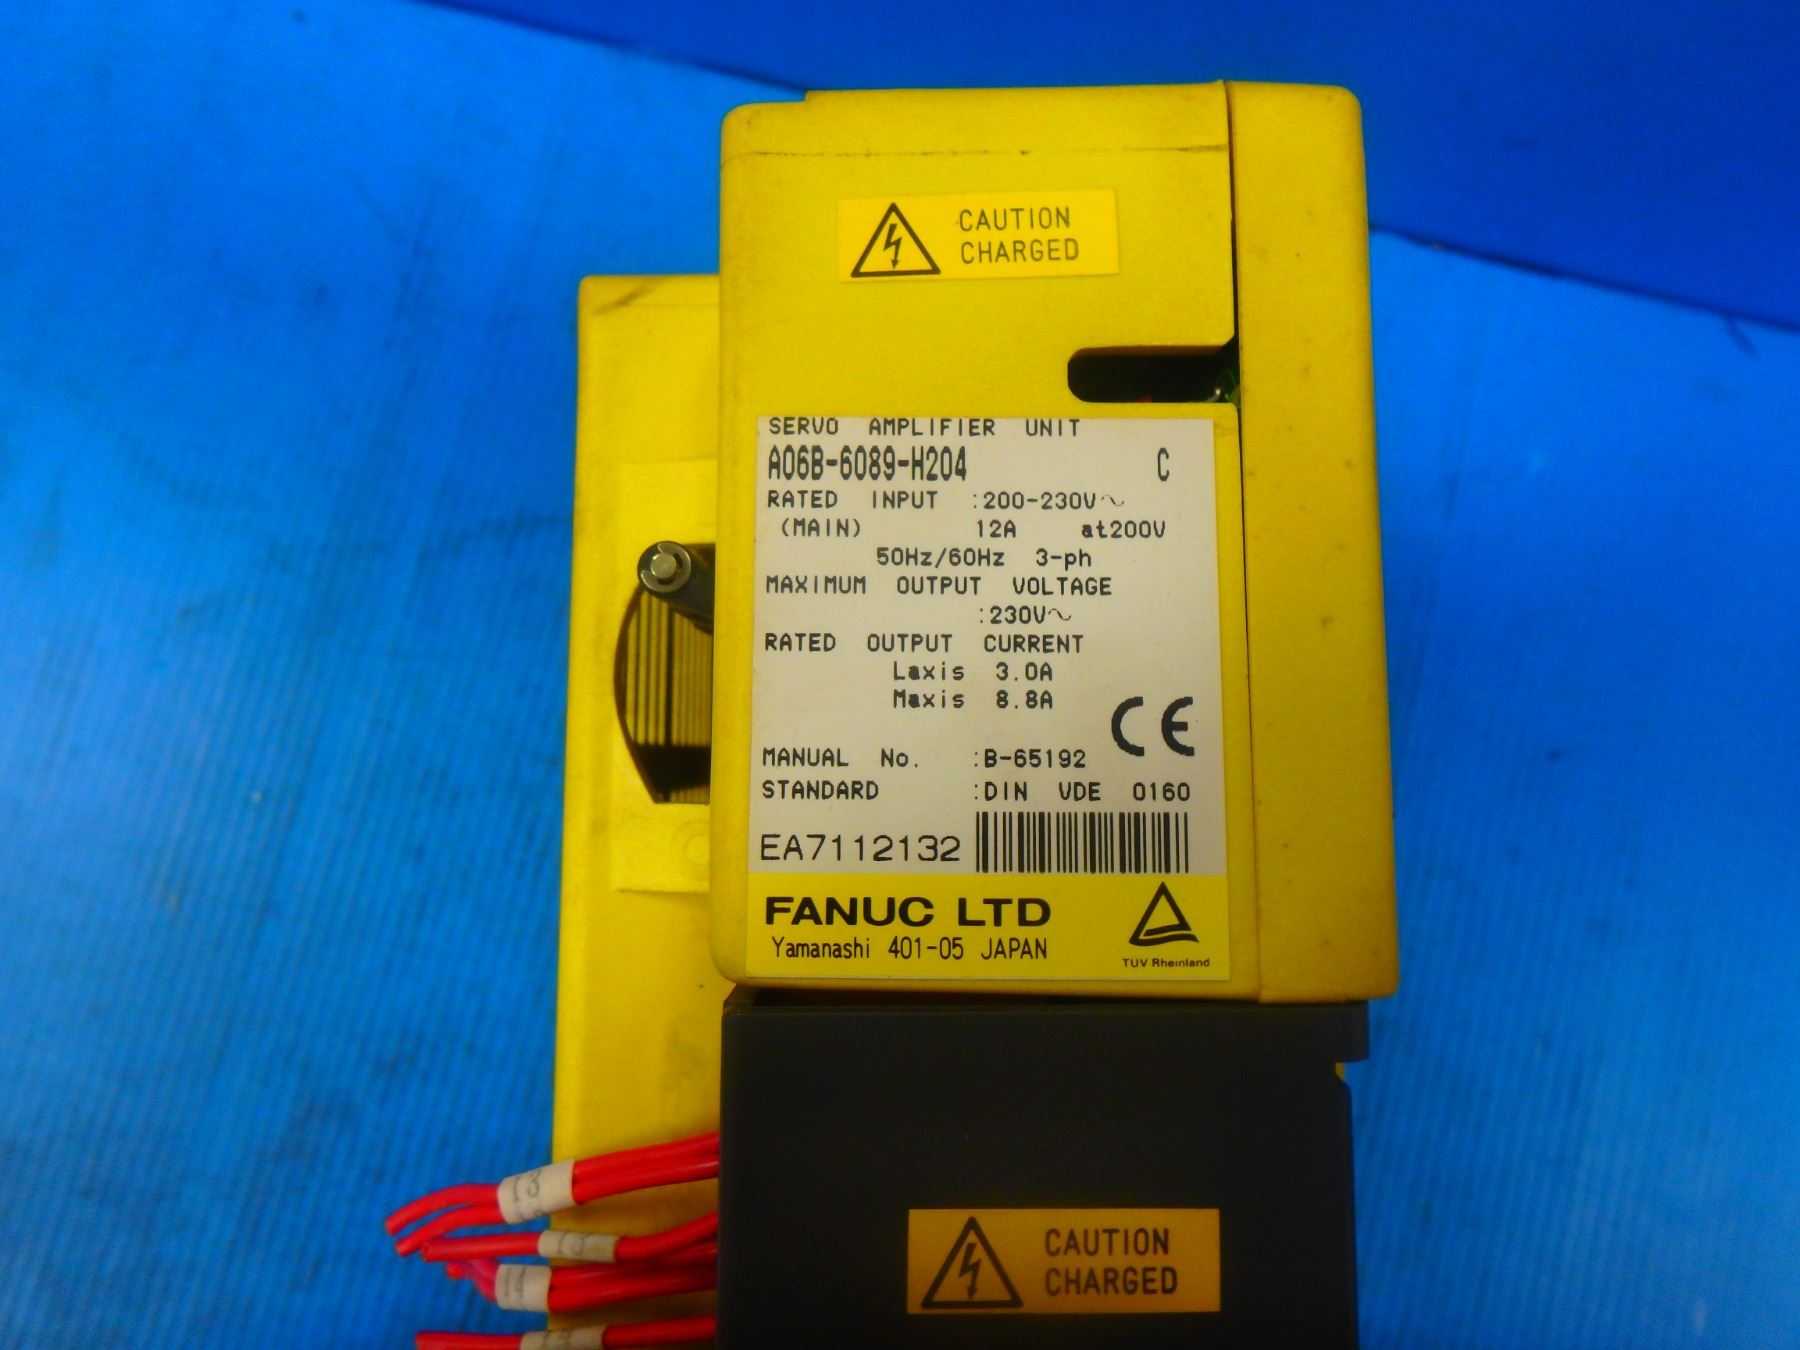 CAUTION
CHARGED
SERVO AMPLIFIER UNIT
A06B-6089-H204 C
RATED INPUT :200-230V~
(MAIN) 12A at200V
50Hz/60Hz 3-ph
MAXIMUM OUTPUT VOLTAGE
:230V~
RATED OUTPUT CURRENT
Laxis 3.0A
Maxis 8.8A
CE
MANUAL No. :B-65192
STANDARD :DIN VDE 0160
EA7112132
FANUC LTD
Yamanashi 401-05 JAPAN
TUV Rheinland
CAUTION
CHARGED